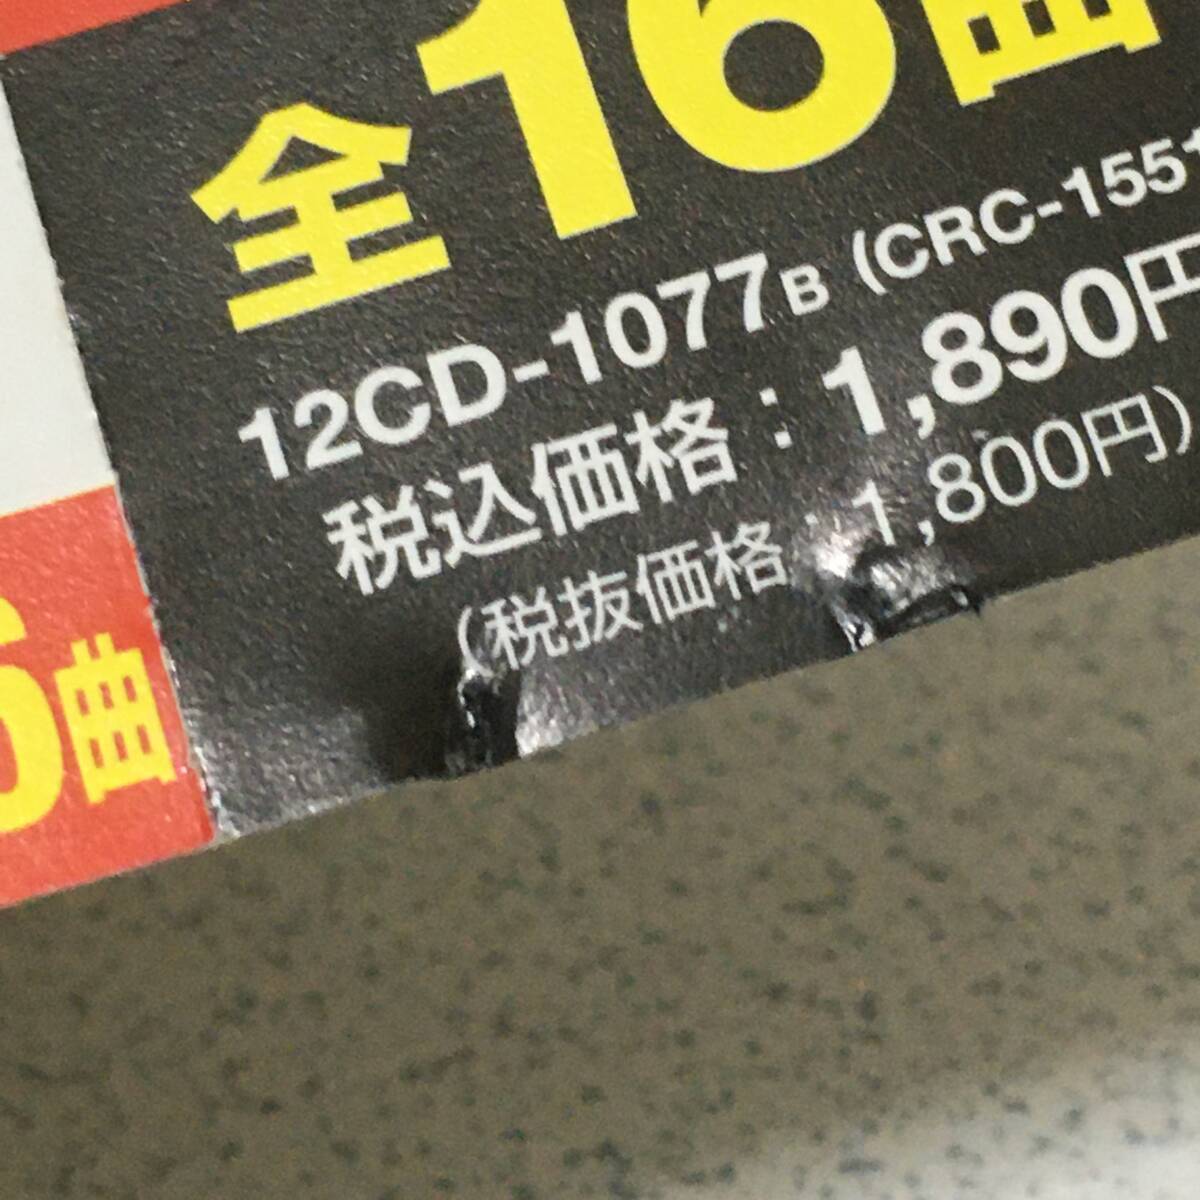 全16曲
12CD-1077B (CRC-1551
税込価格：1,890円
（税抜価格：1,800円）
6曲